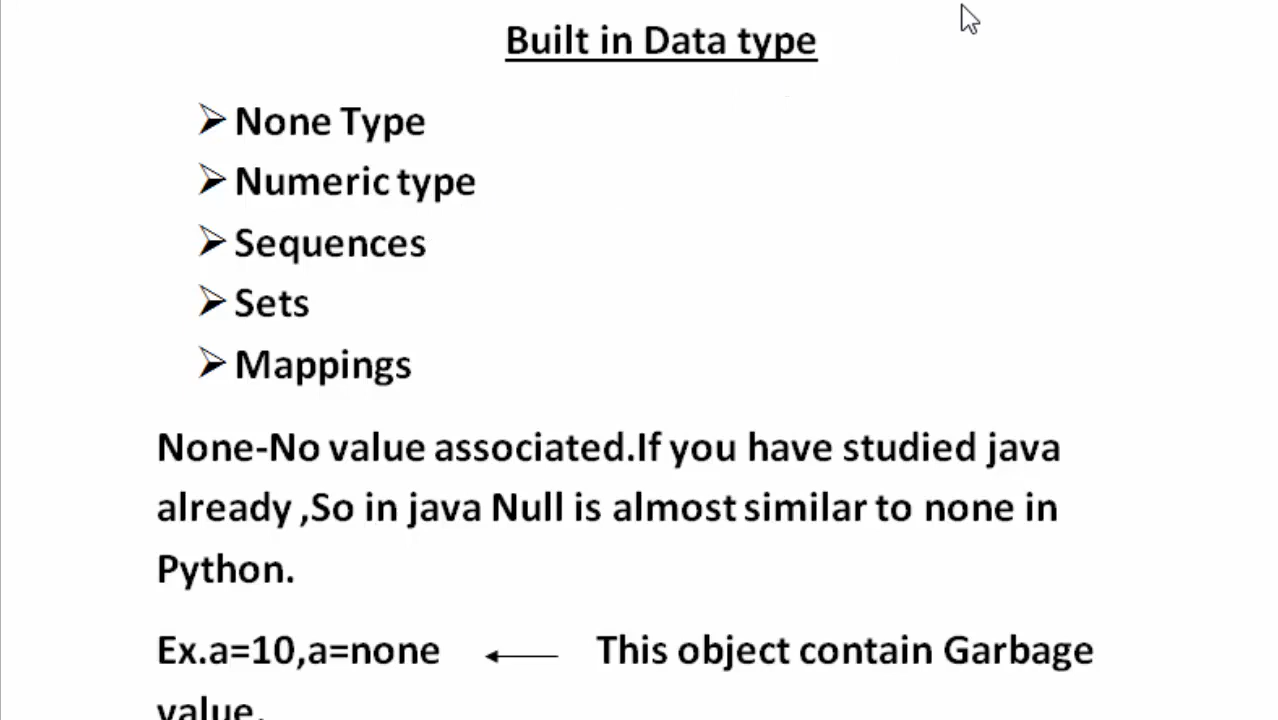 Built in Data type
None Type
Numeric type
Sequences
Sets
Mappings
None-No value associated.If you have studied java
already ,So in java Null is almost similar to none in
Python.
Ex.a=10,a=none This object contain Garbage
value.